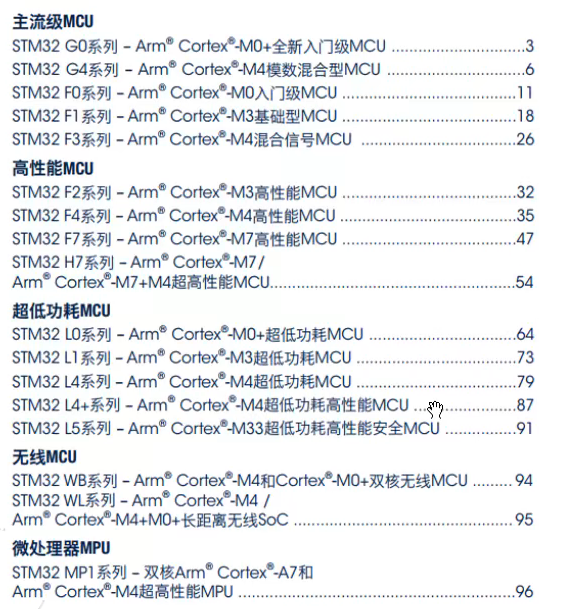 主流级MCU
STM32 G0系列 – Arm® Cortex®-M0+全新入门级MCU ..............................3
STM32 G4系列 – Arm® Cortex®-M4模数混合型MCU ................................6
STM32 F0系列 – Arm® Cortex®-M0入门级MCU .......................................11
STM32 F1系列 – Arm® Cortex®-M3基础型MCU .......................................18
STM32 F3系列 – Arm® Cortex®-M4混合信号MCU ...................................26
高性能MCU
STM32 F2系列 – Arm® Cortex®-M3高性能MCU .......................................32
STM32 F4系列 – Arm® Cortex®-M4高性能MCU .......................................35
STM32 F7系列 – Arm® Cortex®-M7高性能MCU .......................................47
STM32 H7系列 – Arm® Cortex®-M7/
Arm® Cortex®-M7+M4超高性能MCU.......................................................54
超低功耗MCU
STM32 L0系列 – Arm® Cortex®-M0+超低功耗MCU .................................64
STM32 L1系列 – Arm® Cortex®-M3超低功耗MCU ....................................73
STM32 L4系列 – Arm® Cortex®-M4超低功耗MCU ....................................79
STM32 L4+系列 – Arm® Cortex®-M4超低功耗高性能MCU .......................87
STM32 L5系列 – Arm® Cortex®-M33超低功耗高性能安全MCU ................91
无线MCU
STM32 WB系列 – Arm® Cortex®-M4和Cortex®-M0+双核无线MCU .........94
STM32 WL系列 – Arm® Cortex®-M4 /
Arm® Cortex®-M4+M0+长距离无线SoC ..................................................95
微处理器MPU
STM32 MP1系列 – 双核Arm® Cortex®-A7和
Arm® Cortex®-M4超高性能MPU ..............................................................96